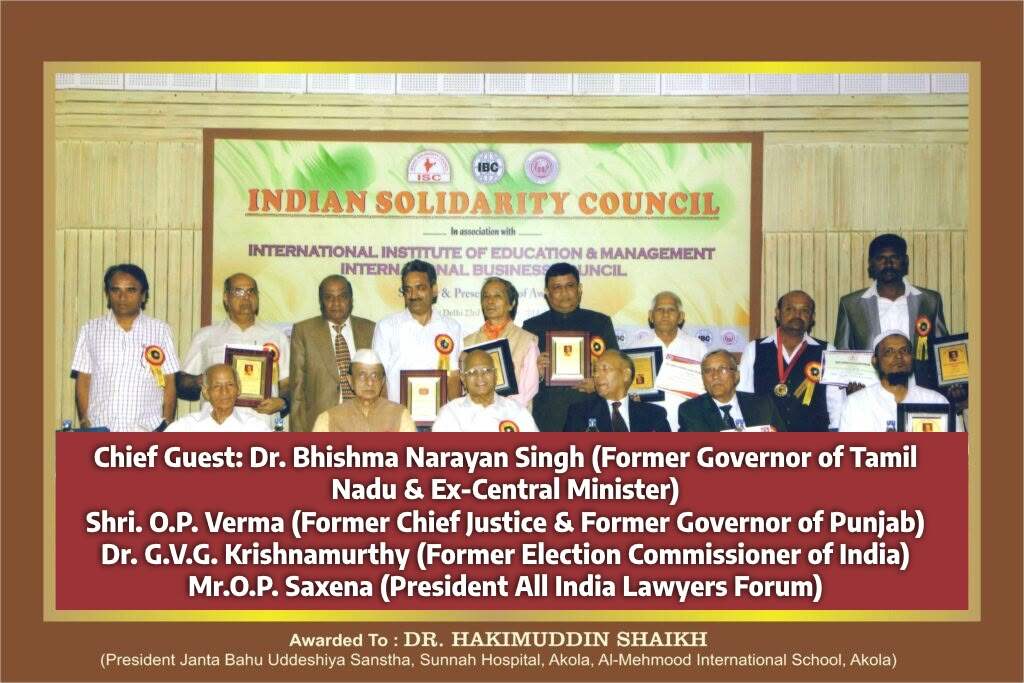 ISC
IBC
INDIAN SOLIDARITY COUNCIL
In association with
INTERNATIONAL INSTITUTE OF EDUCATION & MANAGEMENT
INTERNATIONAL BUSINESS COUNCIL
IBC
Chief Guest: Dr. Bhishma Narayan Singh (Former Governor of Tamil
Nadu & Ex-Central Minister)
Shri. O.P. Verma (Former Chief Justice & Former Governor of Punjab)
Dr. G.V.G. Krishnamurthy (Former Election Commissioner of India)
Mr.O.P. Saxena (President All India Lawyers Forum)
Awarded To : DR. HAKIMUDDIN SHAIKH
(President Janta Bahu Uddeshiya Sanstha, Sunnah Hospital, Akola, Al-Mehmood International School, Akola)